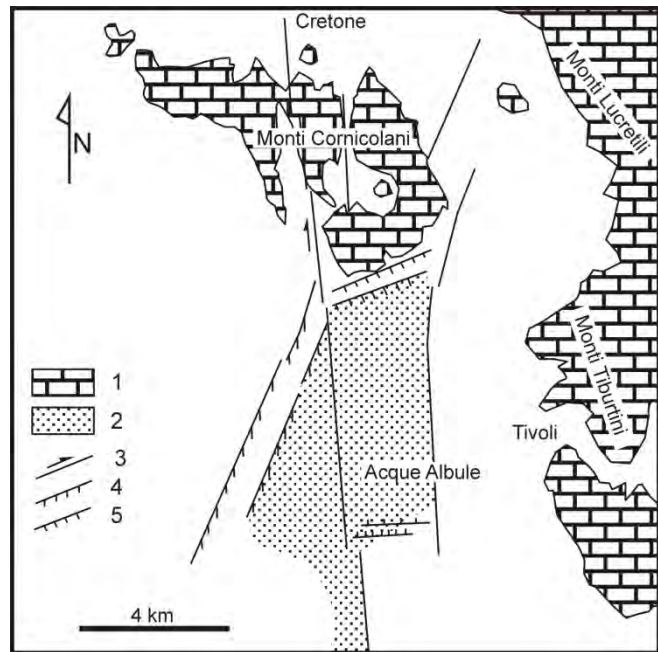 Cretone
Monti Lucretili
Monti Cornicolani
N
Monti Tiburtini
1
2
3
4
5
Tivoli
Acque Albule
4 km